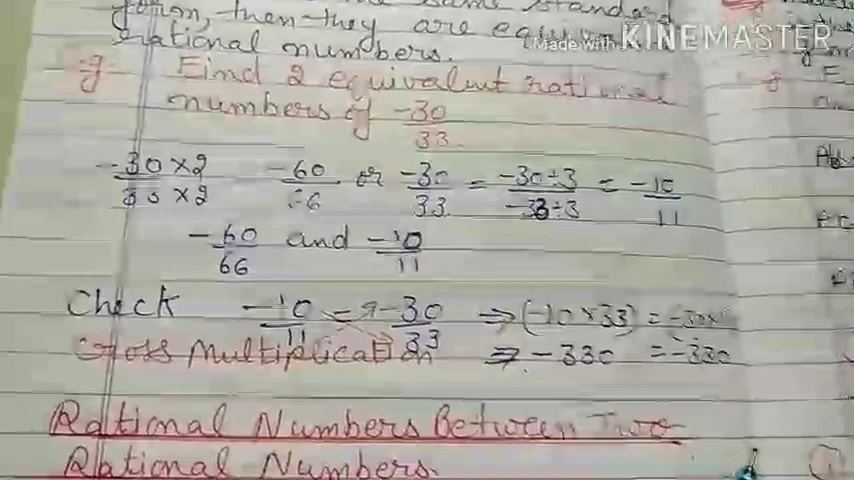 then they are
rational numbers.
Made with KINEMASTER
Find 2 equivalent rational
numbers of -30/33
-30×2/33×2 -60/66 or -30/33 = -30÷3/-33÷3 = -10/11
-60/66 and -10/11
Check -10/11 = ? -30/33 ⇒ (-10×33) = -30×
Cross Multiplication ⇒ -330 = -330
Rational Numbers Between Two
Rational Numbers.